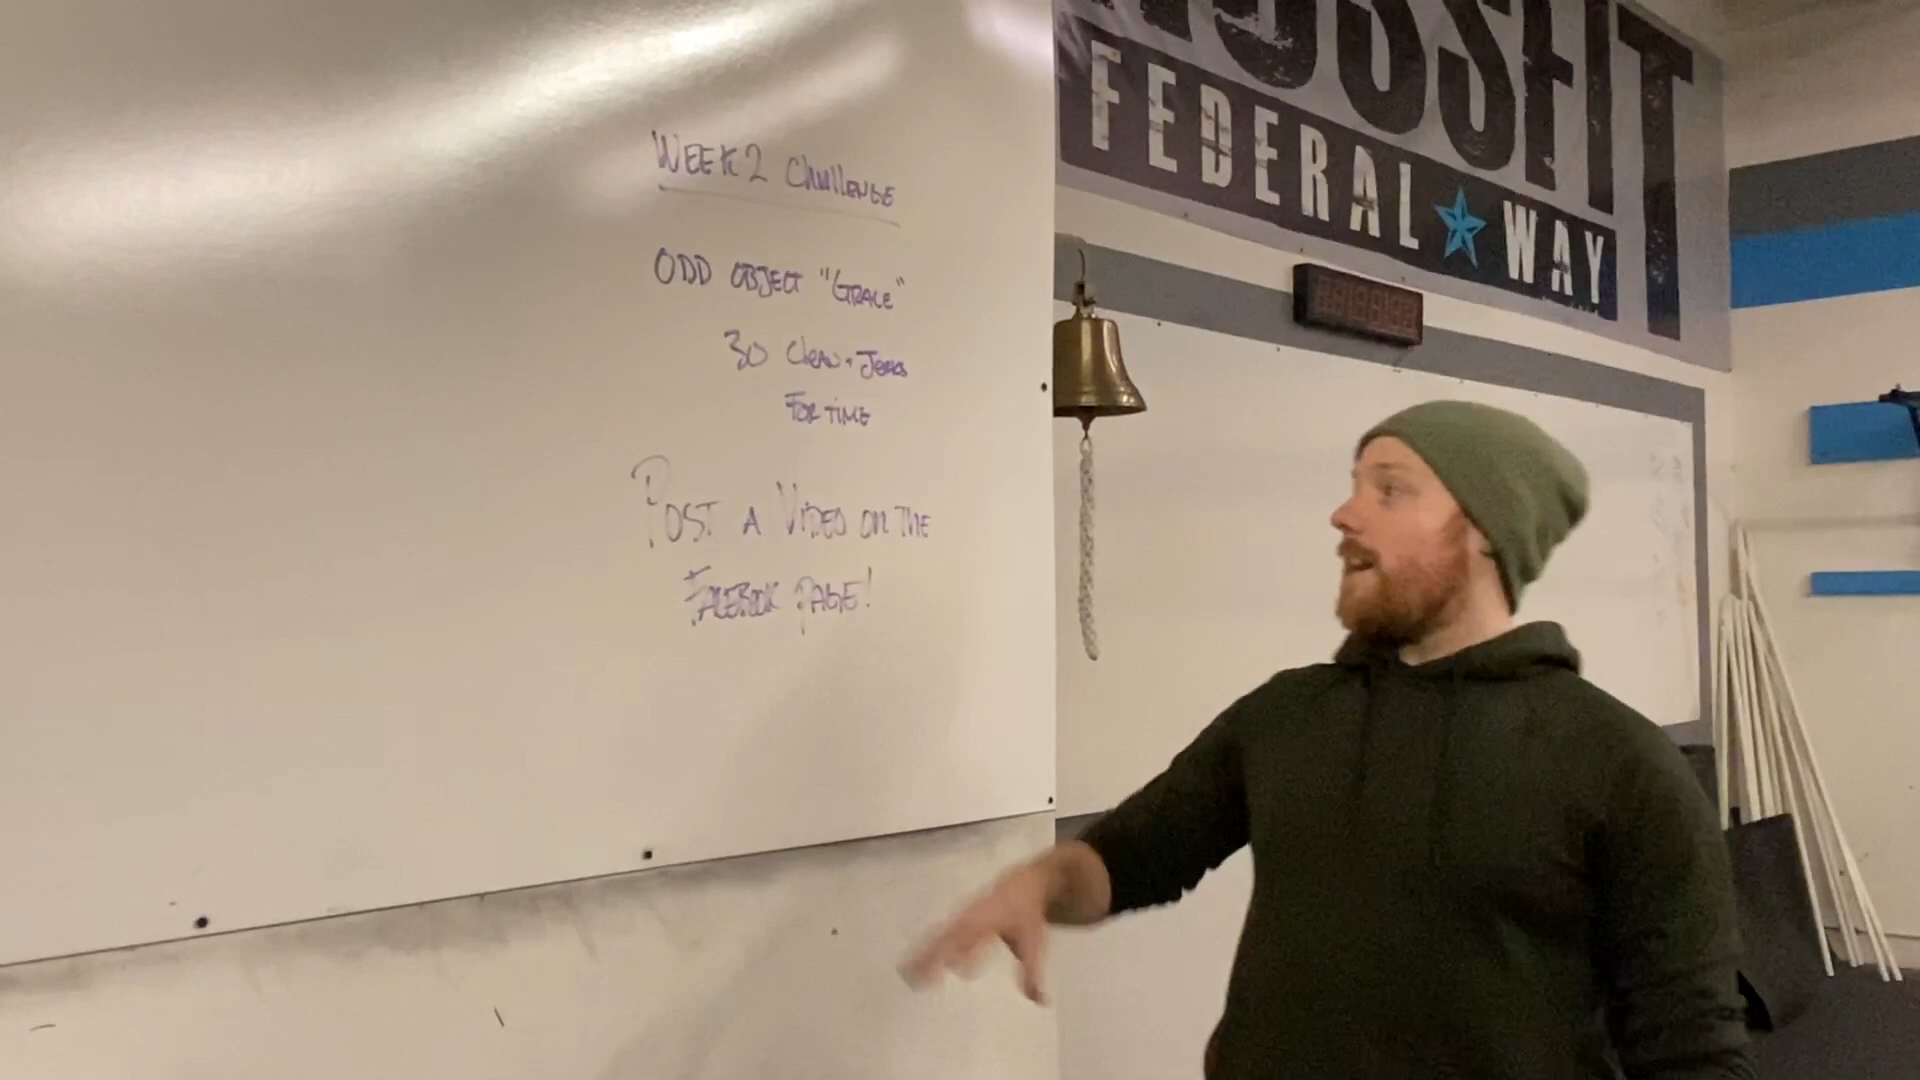 WEEK 2 Challenge
ODD OBJECT "GRACE"
30 Clean + Jerks
FOR TIME
POST A VIDEO ON THE
FACEBOOK PAGE!
FEDERAL WAY